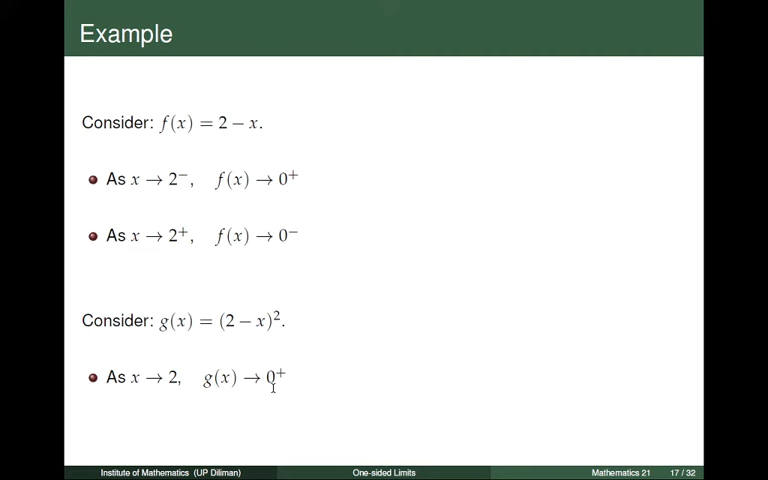 Example
Consider: f(x) = 2 − x.
As x → 2⁻, f(x) → 0⁺
As x → 2⁺, f(x) → 0⁻
Consider: g(x) = (2 − x)².
As x → 2, g(x) → 0⁺
Institute of Mathematics (UP Diliman) One-sided Limits Mathematics 21 17 / 32